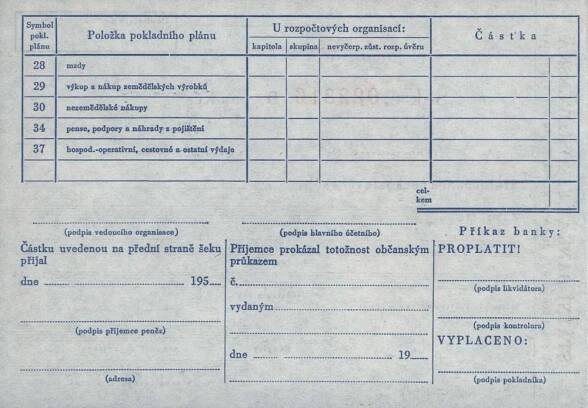 Symbol pokl. plánu
Položka pokladního plánu
U rozpočtových organisací:
kapitola skupina nevyčerp. zůst. rozp. úvěru
Částka
28 mzdy
29 výkup a nákup zemědělských výrobků
30 nezemědělské nákupy
34 pense, podpory a náhrady z pojištění
37 hospod.-operativní, cestovné a ostatní výdaje
cel-
kem
(podpis vedoucího organisace)
(podpis hlavního účetního)
Příkaz banky:
Částku uvedenou na přední straně šeku
přijal
dne 195
(podpis příjemce peněz)
(adresa)
Příjemce prokázal totožnost občanským
průkazem
č.
vydaným
dne 19
PROPLATIT!
(podpis likvidátora)
(podpis kontrolora)
VYPLACENO:
(podpis pokladníka)